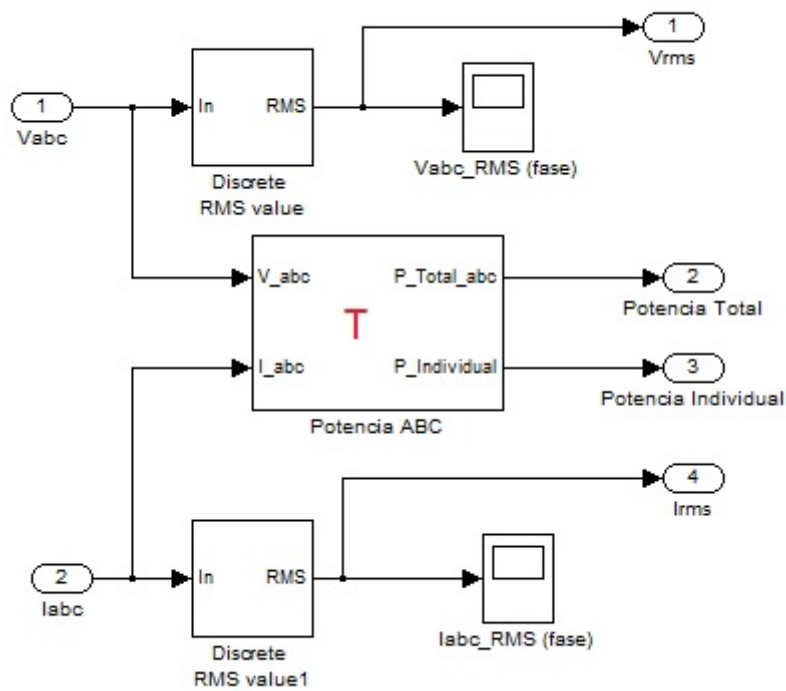 1
Vrms
1
Vabc
In
RMS
Discrete
RMS value
Vabc_RMS (fase)
V_abc
P_Total_abc
2
Potencia Total
T
I_abc
P_Individual
3
Potencia Individual
Potencia ABC
4
Irms
2
Iabc
In
RMS
Discrete
RMS value1
Iabc_RMS (fase)